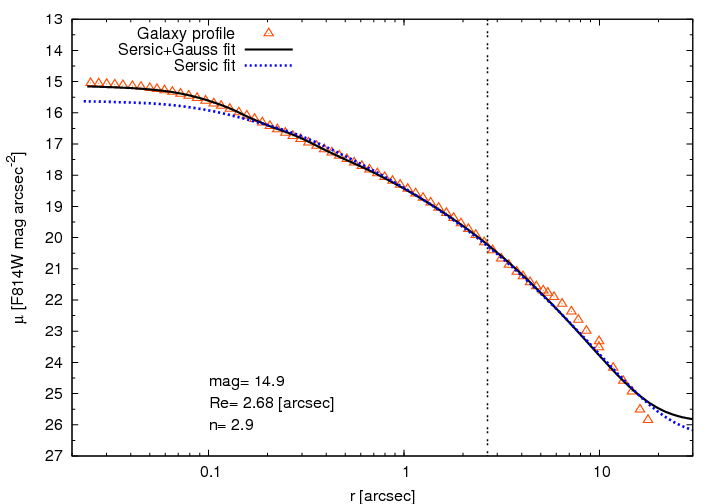 13
14
15
16
17
18
19
20
21
22
23
24
25
26
27
μ [F814W mag arcsec-2]
Galaxy profile
Sersic+Gauss fit
Sersic fit
mag= 14.9
Re= 2.68 [arcsec]
n= 2.9
0.1 1 10
r [arcsec]